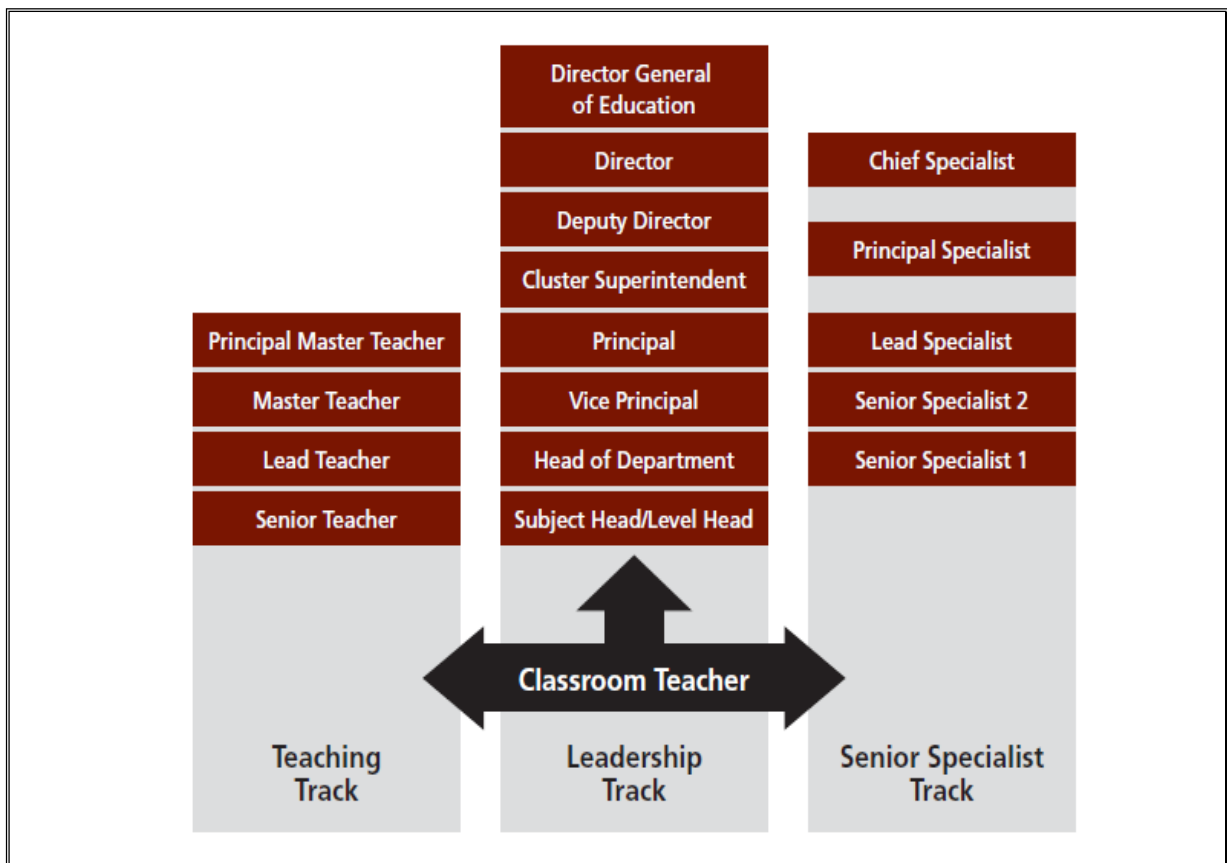 Director General
of Education
Director
Chief Specialist
Deputy Director
Principal Specialist
Cluster Superintendent
Principal Master Teacher
Principal
Lead Specialist
Master Teacher
Vice Principal
Senior Specialist 2
Lead Teacher
Head of Department
Senior Specialist 1
Senior Teacher
Subject Head/Level Head
Classroom Teacher
Teaching
Track
Leadership
Track
Senior Specialist
Track